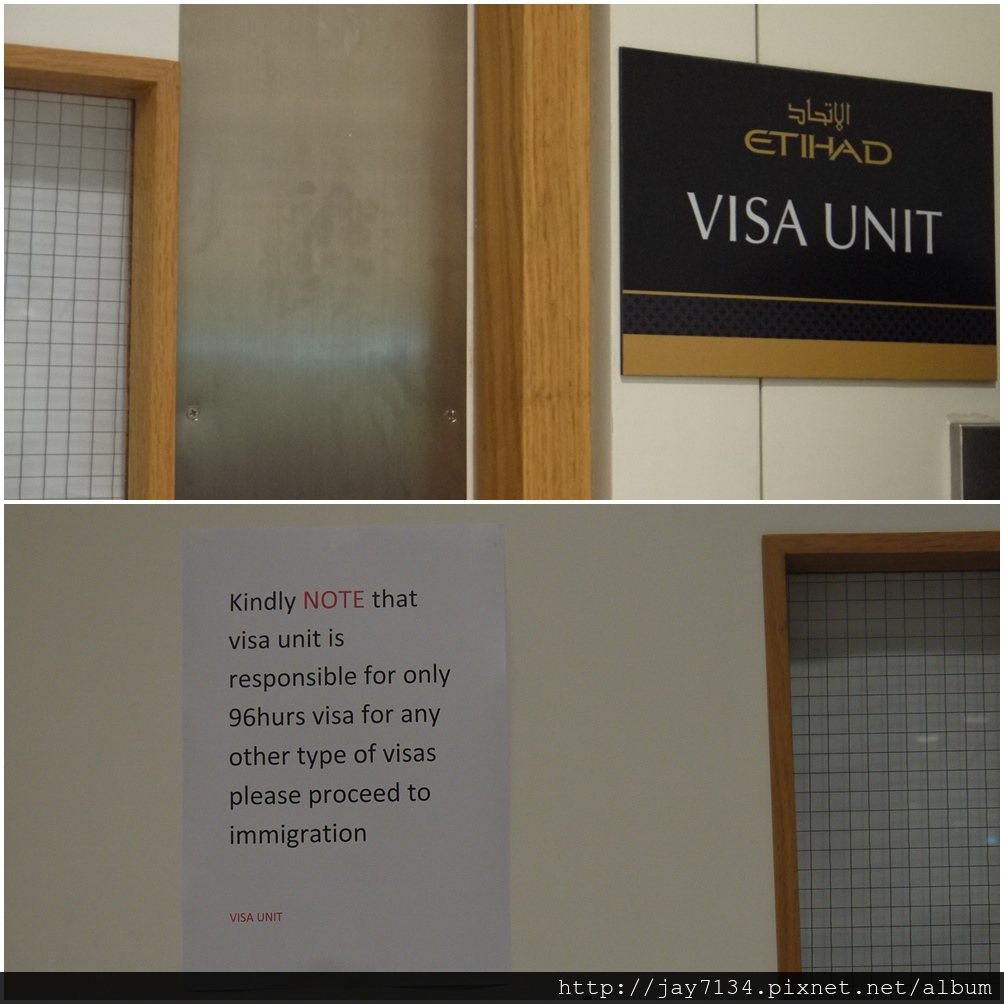 الإتحاد
ETIHAD
VISA UNIT
Kindly NOTE that
visa unit is
responsible for only
96hurs visa for any
other type of visas
please proceed to
immigration
VISA UNIT
http://jay7134.pixnet.net/album